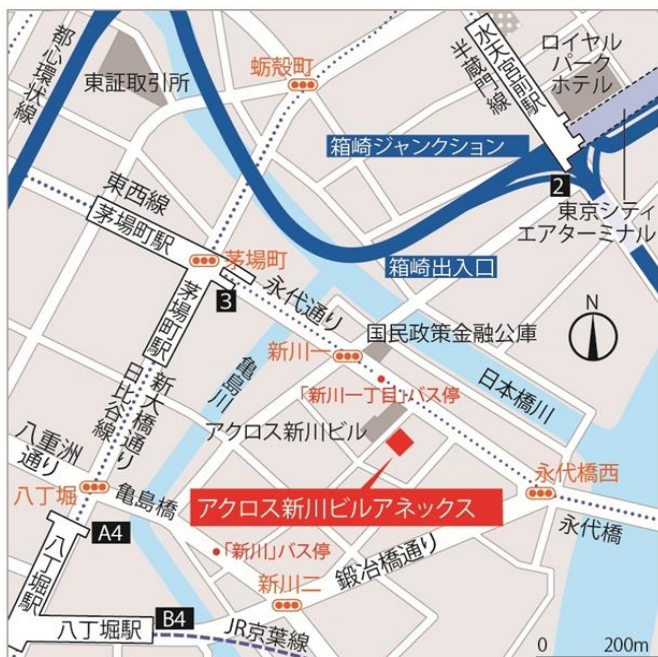 都心環状線
東証取引所
蛎殻町
水天宮前駅
半蔵門線
ロイヤル
パーク
ホテル
箱崎ジャンクション
2
東京シティ
エアターミナル
東西線
茅場町駅
茅場町
箱崎出入口
3
永代通り
N
国民政策金融公庫
茅場町駅
新川一
日本橋川
亀島川
「新川一丁目」バス停
新大橋通り
日比谷線
アクロス新川ビル
八重洲
通り
八丁堀
亀島橋
アクロス新川ビルアネックス
永代橋西
永代橋
A4
「新川」バス停
鍛冶橋通り
八丁堀駅
新川二
B4
八丁堀駅
JR京葉線
0 200m